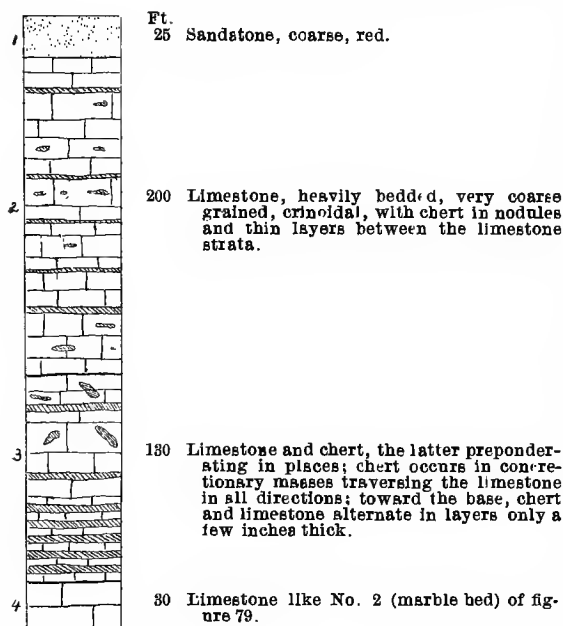 Ft.
1 25 Sandstone, coarse, red.
2 200 Limestone, heavily bedded, very coarse
grained, crinoidal, with chert in nodules
and thin layers between the limestone
strata.
3 130 Limestone and chert, the latter preponder-
ating in places; chert occurs in concre-
tionary masses traversing the limestone
in all directions; toward the base, chert
and limestone alternate in layers only a
few inches thick.
4 30 Limestone like No. 2 (marble bed) of fig-
ure 79.